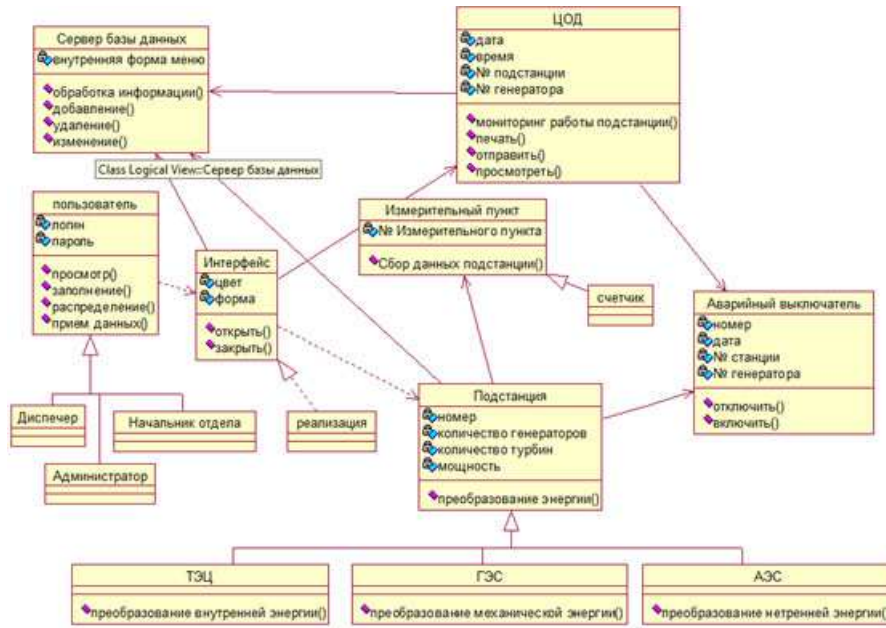 Сервер базы данных
внутренняя форма меню
обработка информации()
добавление()
удаление()
изменение()
ЦОД
дата
время
№ подстанции
№ генератора
мониторинг работы подстанции()
печать()
отправить()
просмотреть()
Class Logical View::Сервер базы данных
пользователь
логин
пароль
просмотр()
заполнение()
распределение()
прием данных()
Интерфейс
цвет
форма
открыть()
закрыть()
Измерительный пункт
№ Измерительного пункта
Сбор данных подстанции()
счетчик
Аварийный выключатель
номер
дата
№ станции
№ генератора
отключить()
включить()
Диспечер
Начальник отдела
Администратор
реализация
Подстанция
номер
количество генераторов
количество турбин
мощность
преобразование энергии()
ТЭЦ
преобразование внутренней энергии()
ГЭС
преобразование механической энергии()
АЭС
преобразование нетренней энергии()